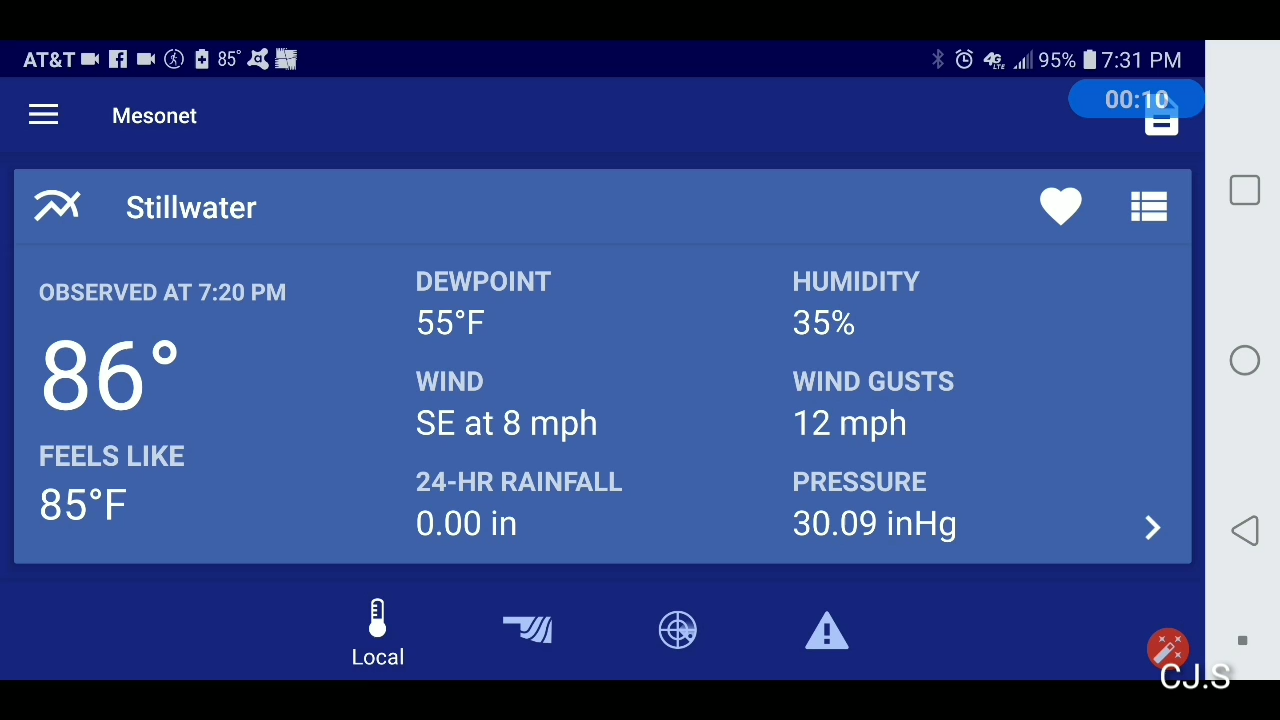 AT&T 85° 4G LTE 95% 7:31 PM
00:10
Mesonet
Stillwater
OBSERVED AT 7:20 PM
86°
FEELS LIKE
85°F
DEWPOINT
55°F
WIND
SE at 8 mph
24-HR RAINFALL
0.00 in
HUMIDITY
35%
WIND GUSTS
12 mph
PRESSURE
30.09 inHg
Local
CJ.S